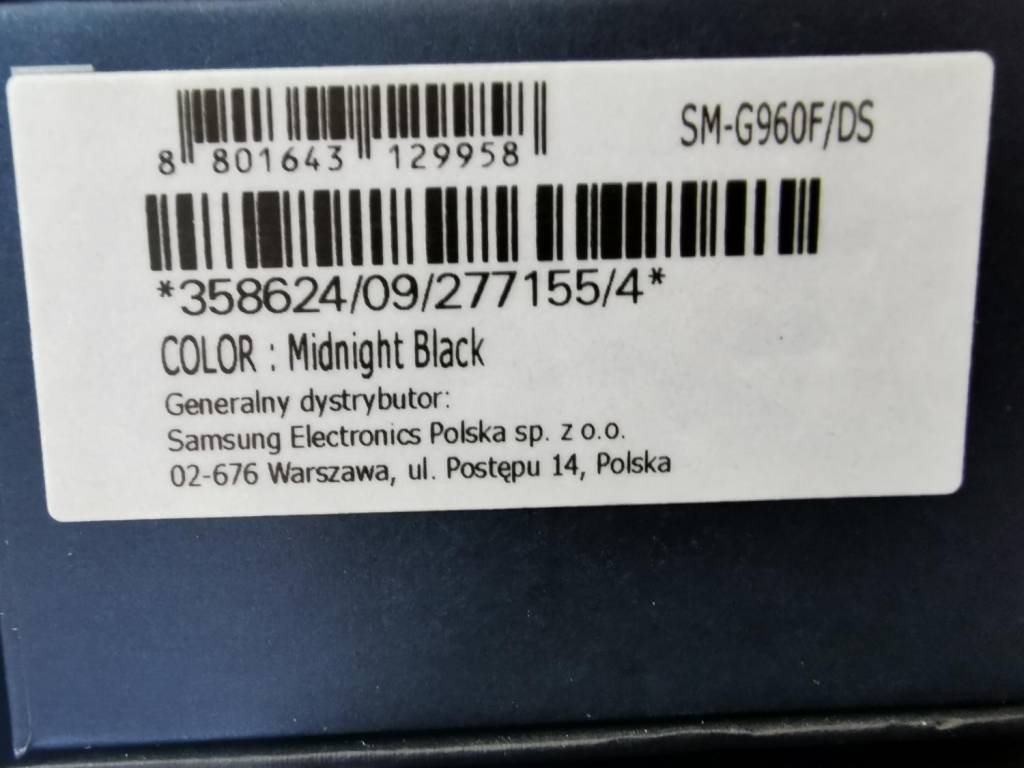 SM-G960F/DS
8 801643 129958
*358624/09/277155/4*
COLOR : Midnight Black
Generalny dystrybutor:
Samsung Electronics Polska sp. z o.o.
02-676 Warszawa, ul. Postępu 14, Polska